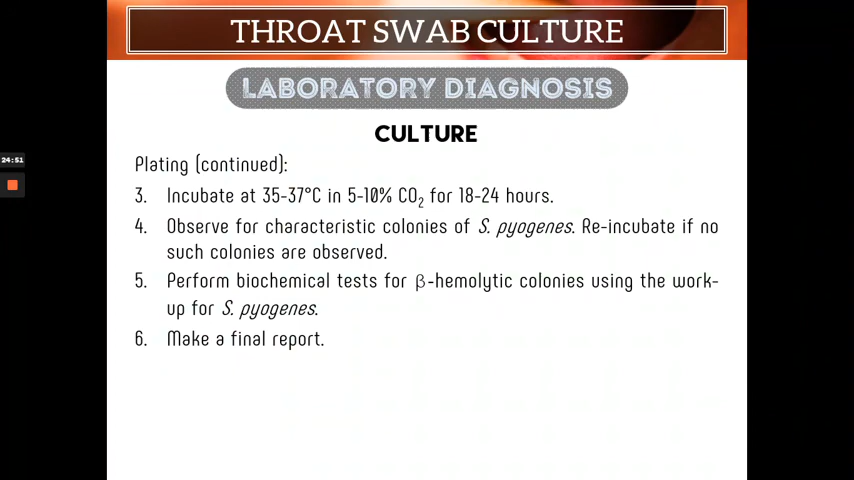 THROAT SWAB CULTURE
LABORATORY DIAGNOSIS
CULTURE
Plating (continued):
24:51
3. Incubate at 35-37°C in 5-10% CO₂ for 18-24 hours.
4. Observe for characteristic colonies of S. pyogenes. Re-incubate if no
such colonies are observed.
5. Perform biochemical tests for β-hemolytic colonies using the work-
up for S. pyogenes.
6. Make a final report.